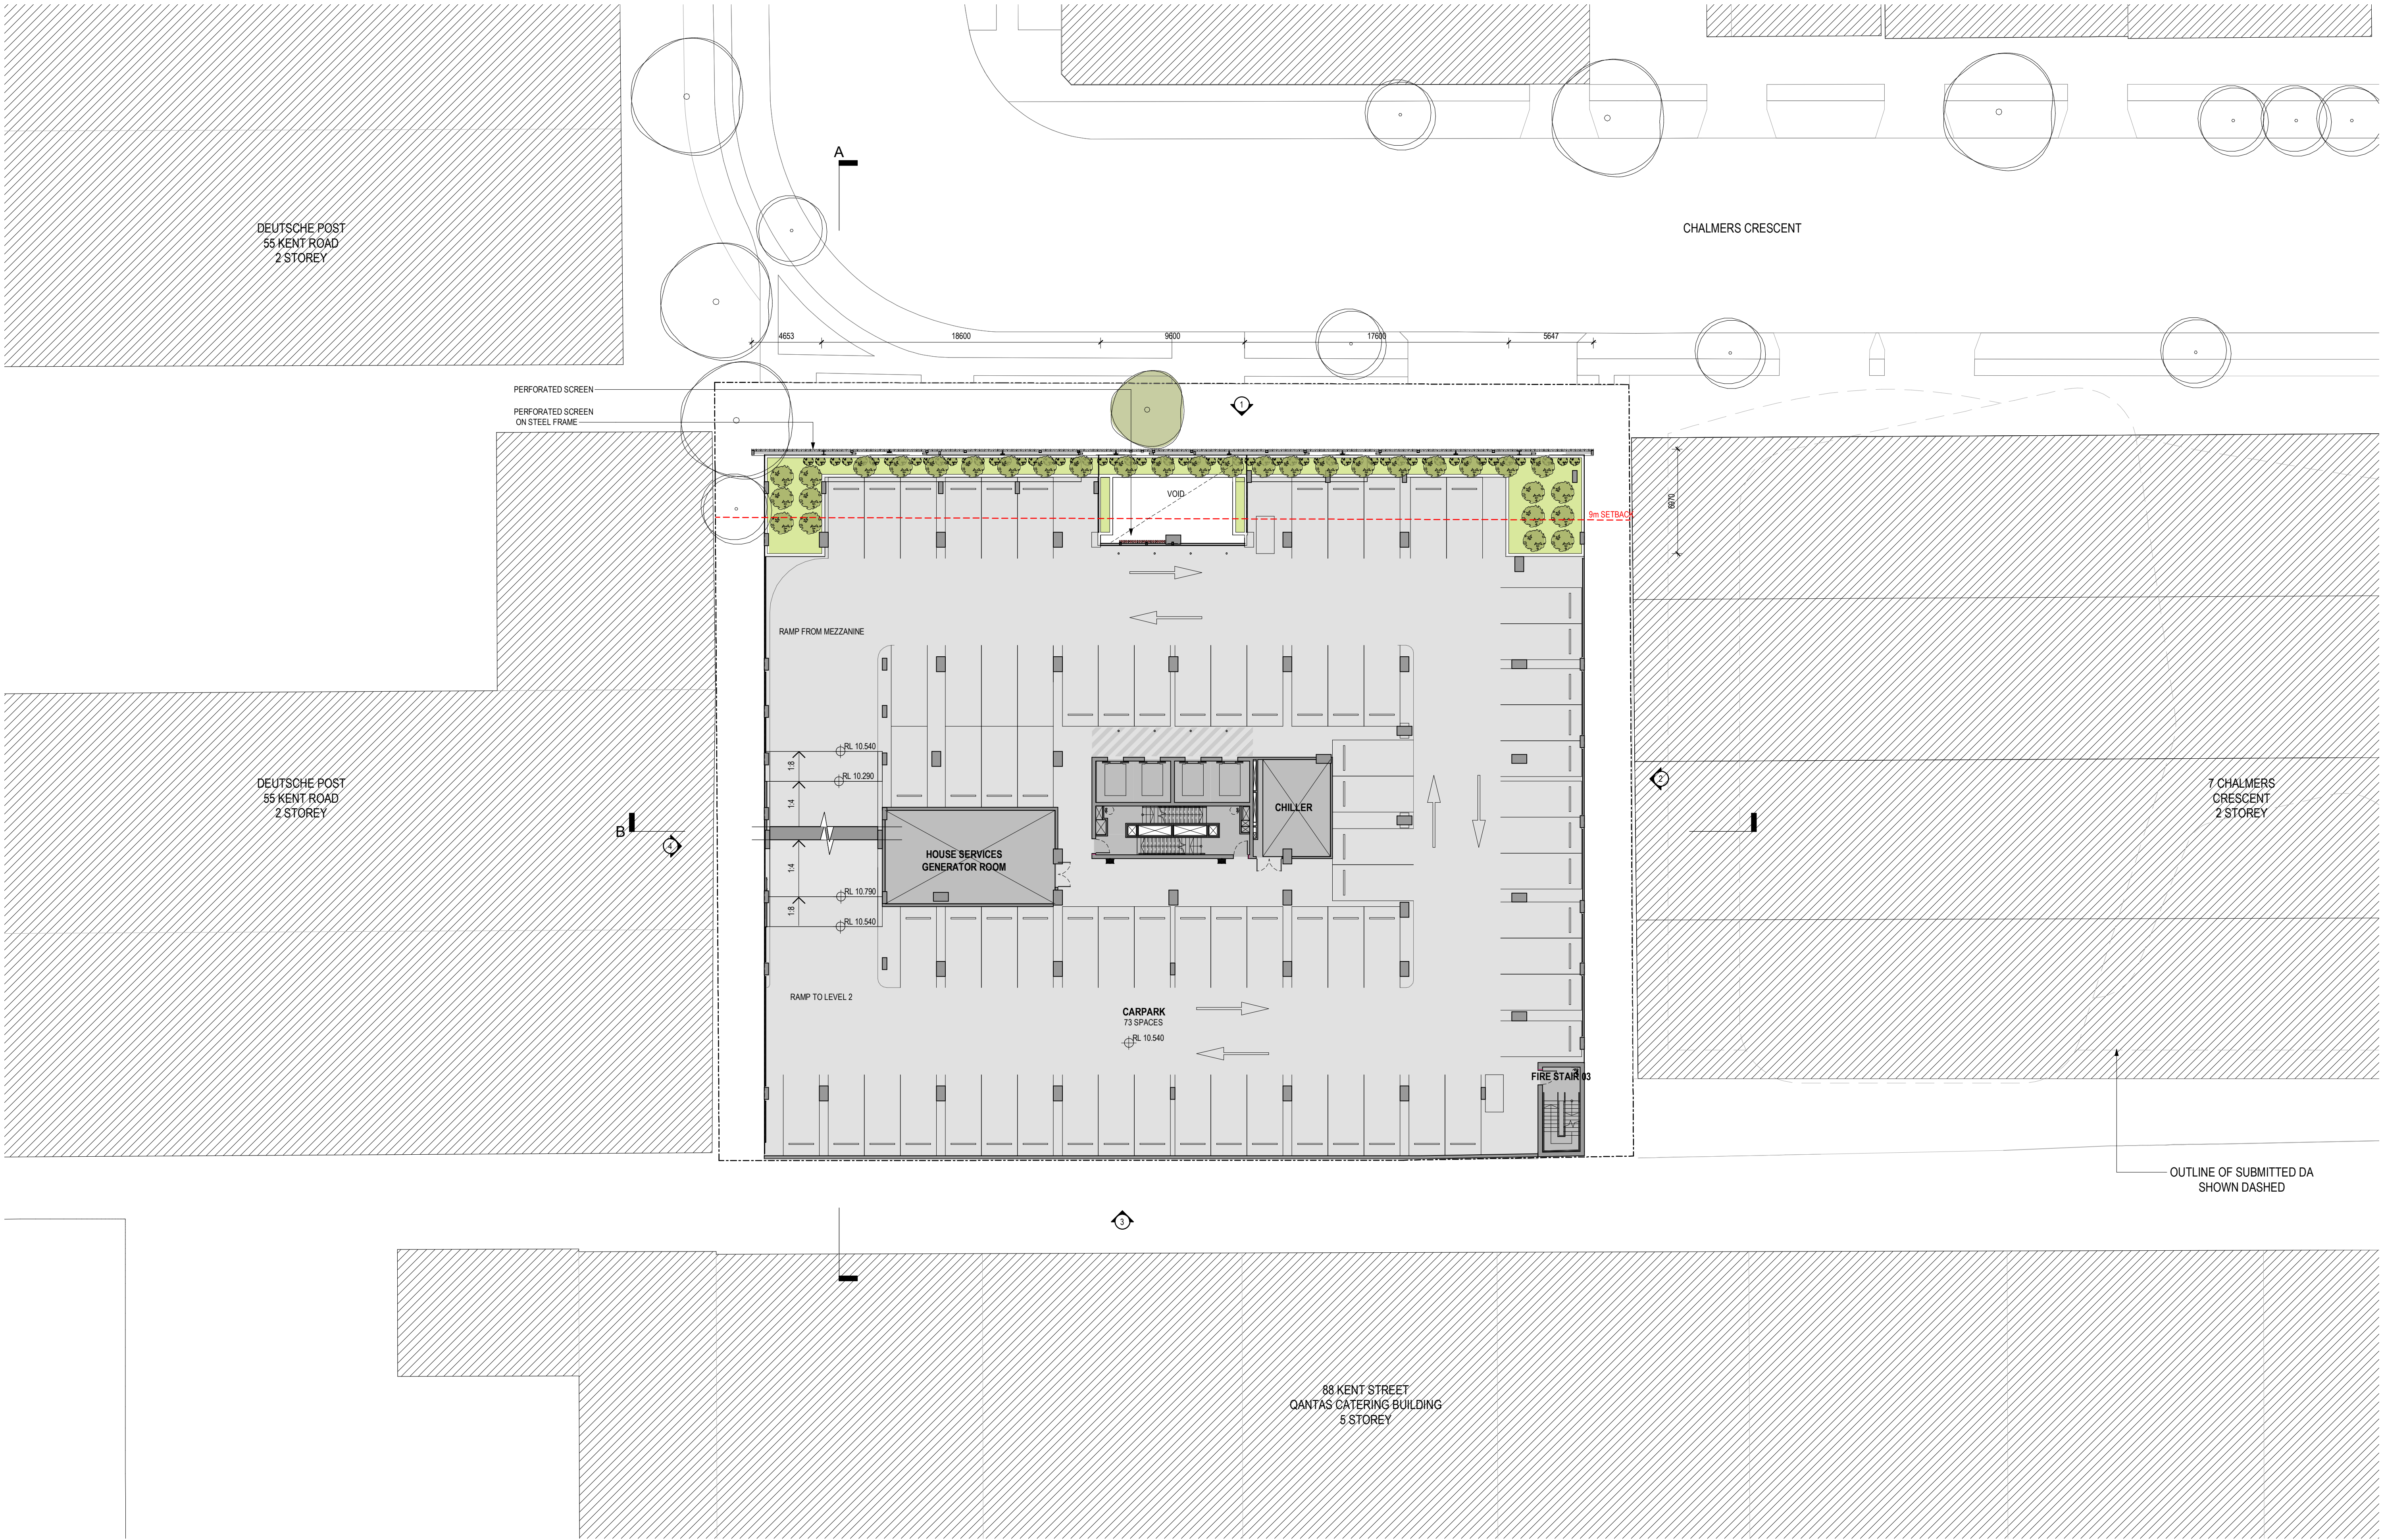 A
DEUTSCHE POST
55 KENT ROAD
2 STOREY
CHALMERS CRESCENT
4653
18600
9600
17600
5647
PERFORATED SCREEN
PERFORATED SCREEN
ON STEEL FRAME
1
VOID
6970
9m SETBACK
RAMP FROM MEZZANINE
RL 10.540
1:8
RL 10.290
1:4
DEUTSCHE POST
55 KENT ROAD
2 STOREY
B
4
CHILLER
2
7 CHALMERS
CRESCENT
2 STOREY
HOUSE SERVICES
GENERATOR ROOM
1:4
RL 10.790
1:8
RL 10.540
RAMP TO LEVEL 2
CARPARK
73 SPACES
RL 10.540
FIRE STAIR 03
OUTLINE OF SUBMITTED DA
SHOWN DASHED
3
88 KENT STREET
QANTAS CATERING BUILDING
5 STOREY